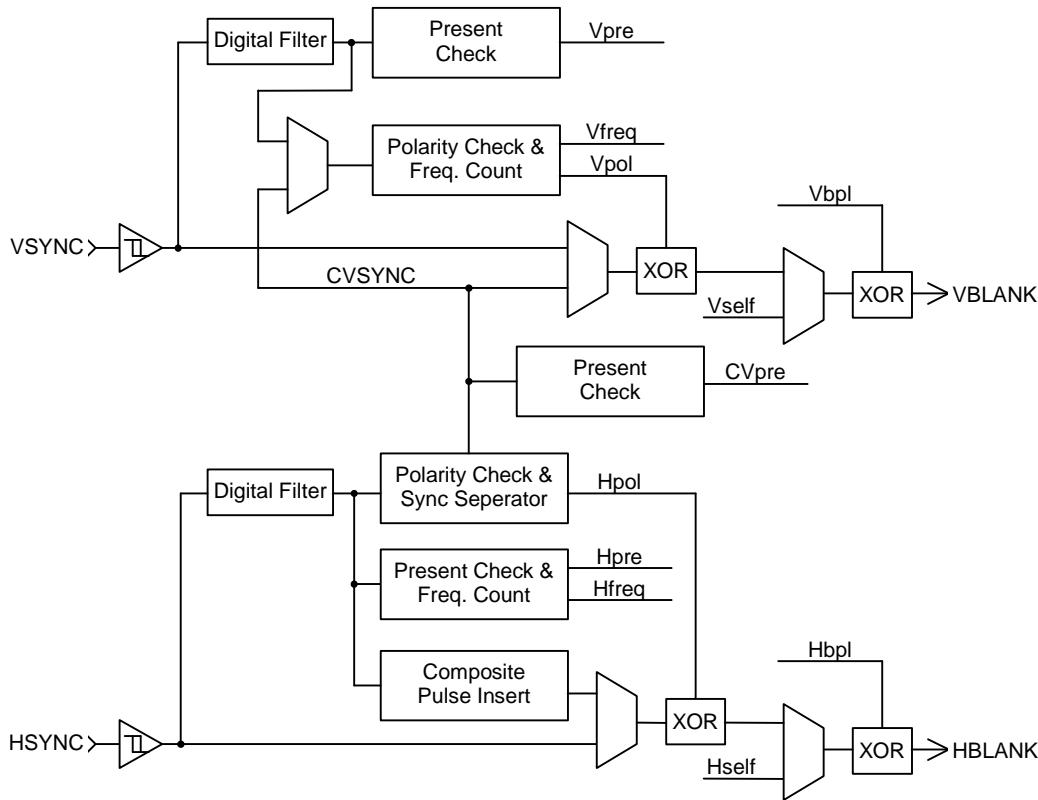 Digital Filter
Present
Check
Vpre
Polarity Check &
Freq. Count
Vfreq
Vpol
Vbpl
VSYNC
CVSYNC
XOR
Vself
XOR
VBLANK
Present
Check
CVpre
Digital Filter
Polarity Check &
Sync Seperator
Hpol
Present Check &
Freq. Count
Hpre
Hfreq
Composite
Pulse Insert
Hbpl
HSYNC
XOR
Hself
XOR
HBLANK